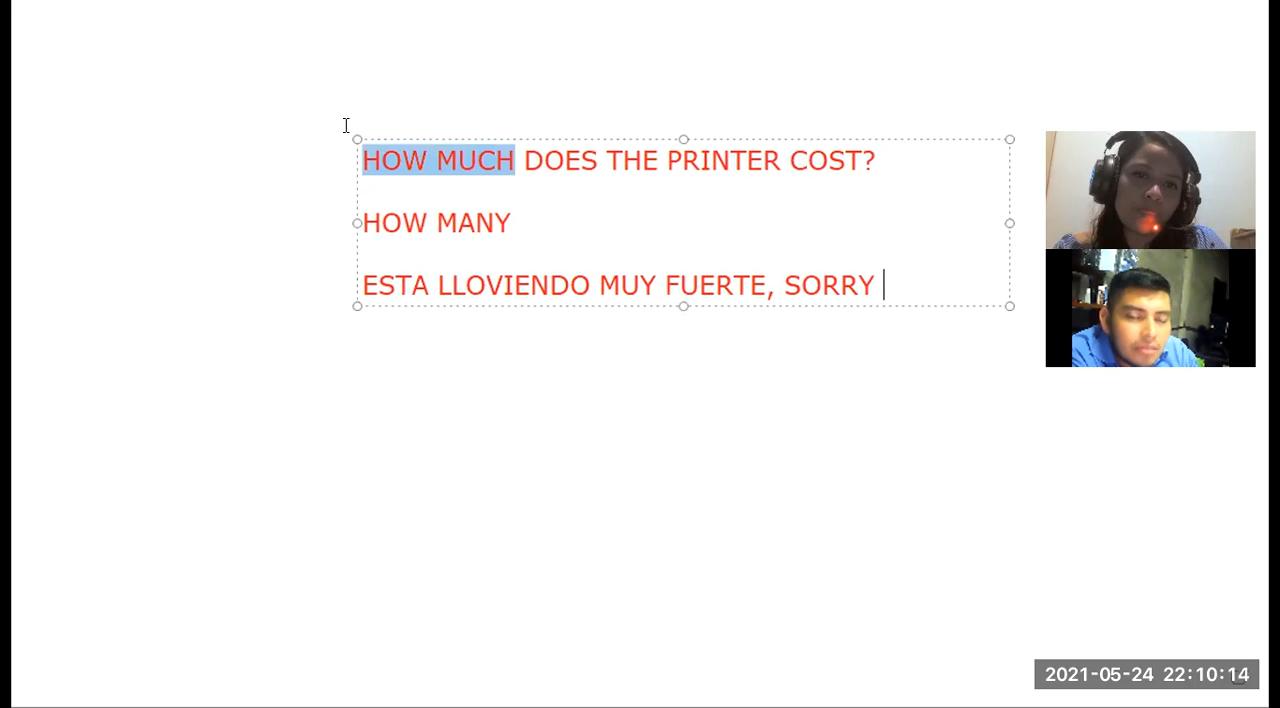 HOW MUCH DOES THE PRINTER COST?
HOW MANY
ESTA LLOVIENDO MUY FUERTE, SORRY
2021-05-24 22:10:14